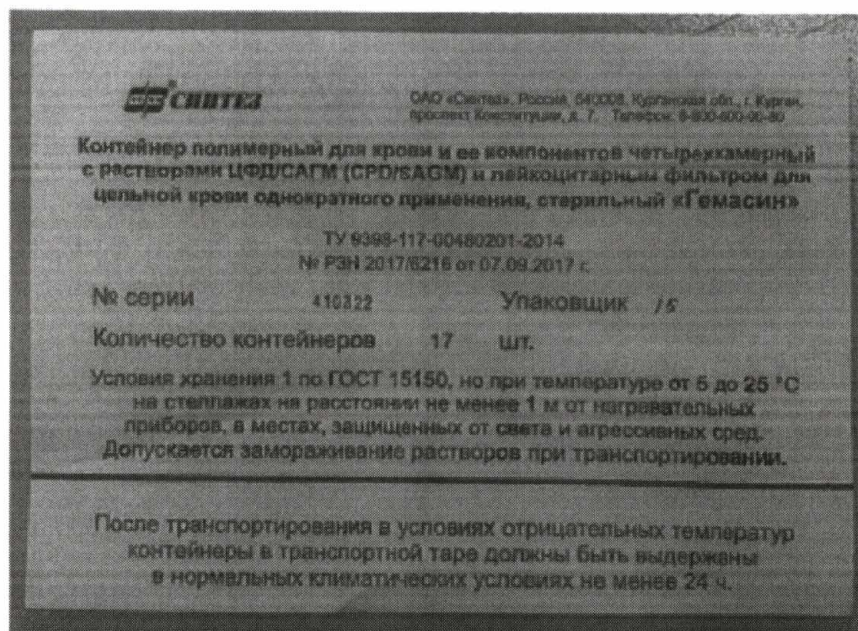 синтез
ОАО «Синтез», Россия, 640008, Курганская обл., г. Курган,
проспект Конституции, д. 7. Телефон: 8-800-600-90-80
Контейнер полимерный для крови и ее компонентов четырехкамерный
с растворами ЦФД/САГМ (CPD/SAGM) и лейкоцитарным фильтром для
цельной крови однократного применения, стерильный «Гемасин»
ТУ 9398-117-00480201-2014
№ РЗН 2017/6216 от 07.09.2017 г.
№ серии 410322 Упаковщик 15
Количество контейнеров 17 шт.
Условия хранения 1 по ГОСТ 15150, но при температуре от 5 до 25 °С
на стеллажах на расстоянии не менее 1 м от нагревательных
приборов, в местах, защищенных от света и агрессивных сред.
Допускается замораживание растворов при транспортировании.
После транспортирования в условиях отрицательных температур
контейнеры в транспортной таре должны быть выдержаны
в нормальных климатических условиях не менее 24 ч.